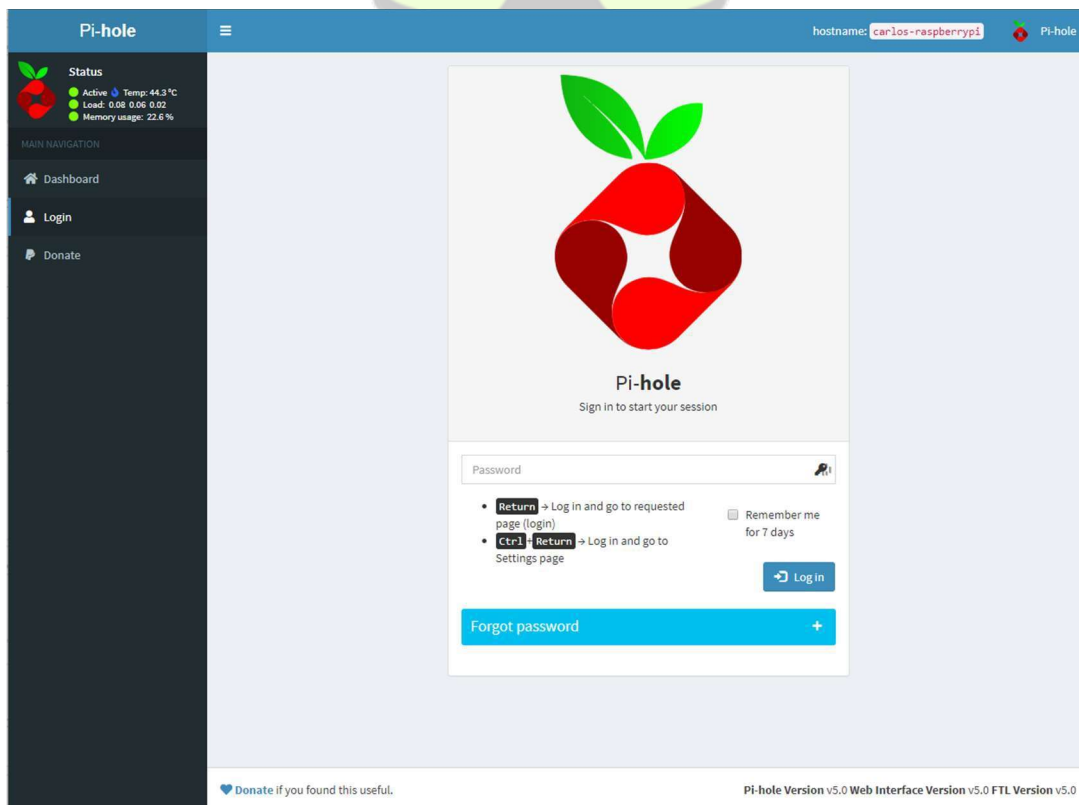 Pi-hole
hostname: carlos-raspberrypi
Pi-hole
Status
Active Temp: 44.3 °C
Load: 0.08 0.06 0.02
Memory usage: 22.6 %
MAIN NAVIGATION
Dashboard
Login
Donate
Pi-hole
Sign in to start your session
Password
Return → Log in and go to requested
page (login)
Ctrl+Return → Log in and go to
Settings page
Remember me
for 7 days
Log in
Forgot password
Donate if you found this useful.
Pi-hole Version v5.0 Web Interface Version v5.0 FTL Version v5.0